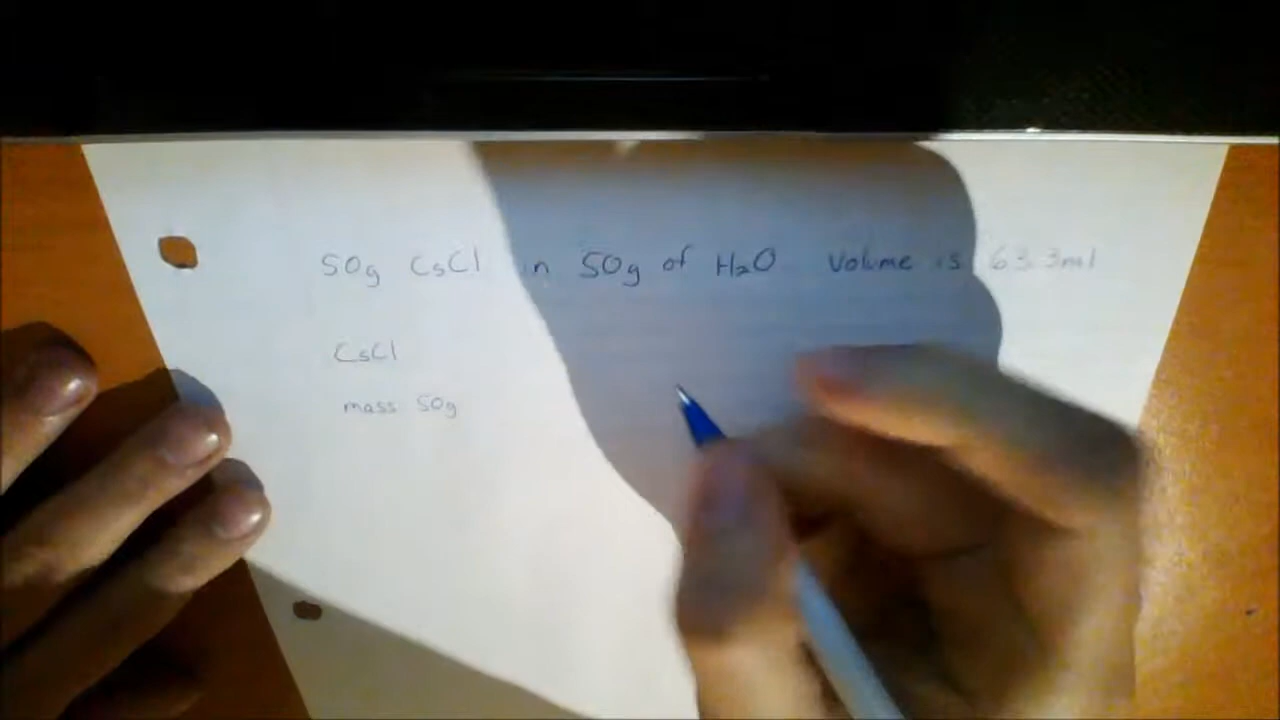 50g CsCl in 50g of H₂O Volume is 63.3ml
CsCl
mass 50g